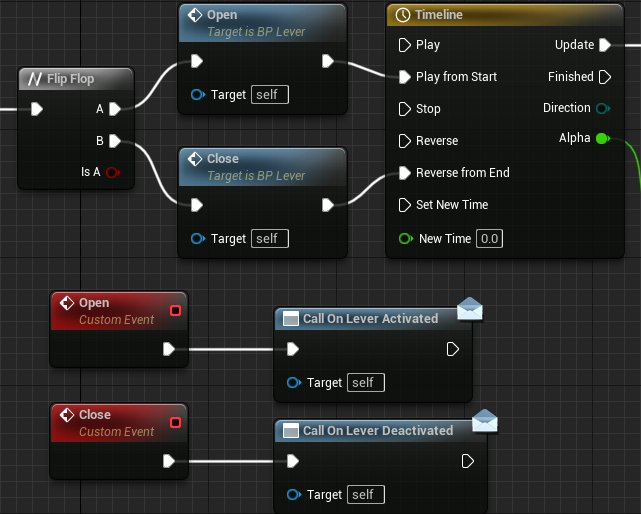 Flip Flop
A
B
Is A
Open
Target is BP Lever
Target self
Close
Target is BP Lever
Target self
Timeline
Play
Update
Play from Start
Finished
Stop
Direction
Reverse
Alpha
Reverse from End
Set New Time
New Time 0.0
Open
Custom Event
Call On Lever Activated
Target self
Close
Custom Event
Call On Lever Deactivated
Target self